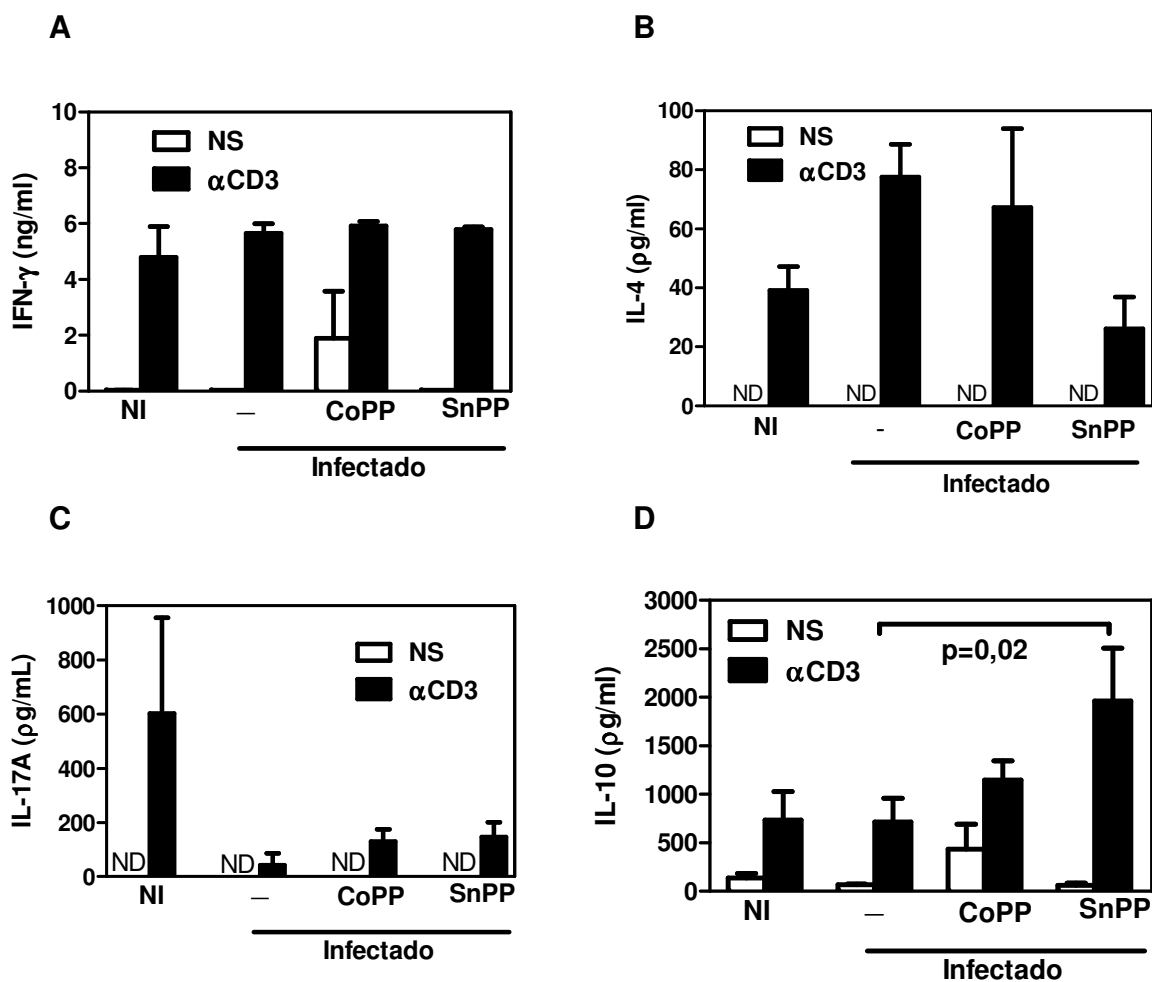 A
IFN-γ (ng/ml)
10
8
6
4
2
0
NS
αCD3
NI
–
CoPP
SnPP
Infectado
B
IL-4 (ρg/ml)
100
80
60
40
20
0
NS
αCD3
ND
ND
ND
ND
NI
-
CoPP
SnPP
Infectado
C
IL-17A (ρg/mL)
1000
800
600
400
200
0
NS
αCD3
ND
ND
ND
ND
NI
–
CoPP
SnPP
Infectado
D
IL-10 (ρg/ml)
3000
2500
2000
1500
1000
500
0
NS
αCD3
p=0,02
NI
–
CoPP
SnPP
Infectado